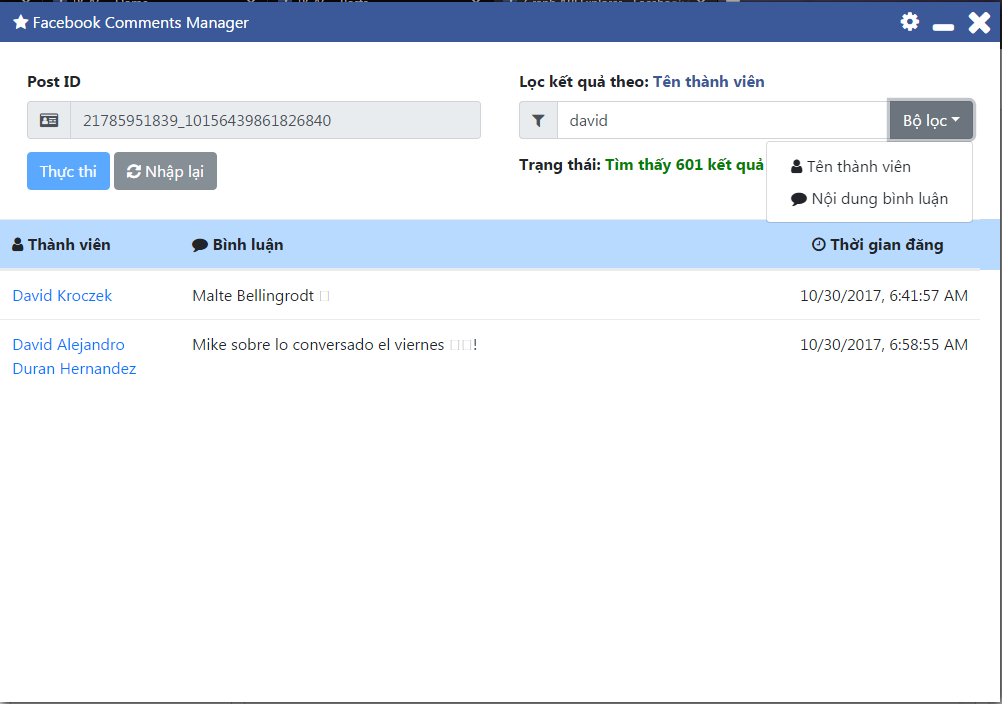 Facebook Comments Manager
Post ID
21785951839_10156439861826840
Thực thi
Nhập lại
Lọc kết quả theo: Tên thành viên
david
Bộ lọc
Trạng thái: Tìm thấy 601 kết quả
Tên thành viên
Nội dung bình luận
Thành viên
Bình luận
Thời gian đăng
David Kroczek
Malte Bellingrodt
10/30/2017, 6:41:57 AM
David Alejandro
Duran Hernandez
Mike sobre lo conversado el viernes !
10/30/2017, 6:58:55 AM